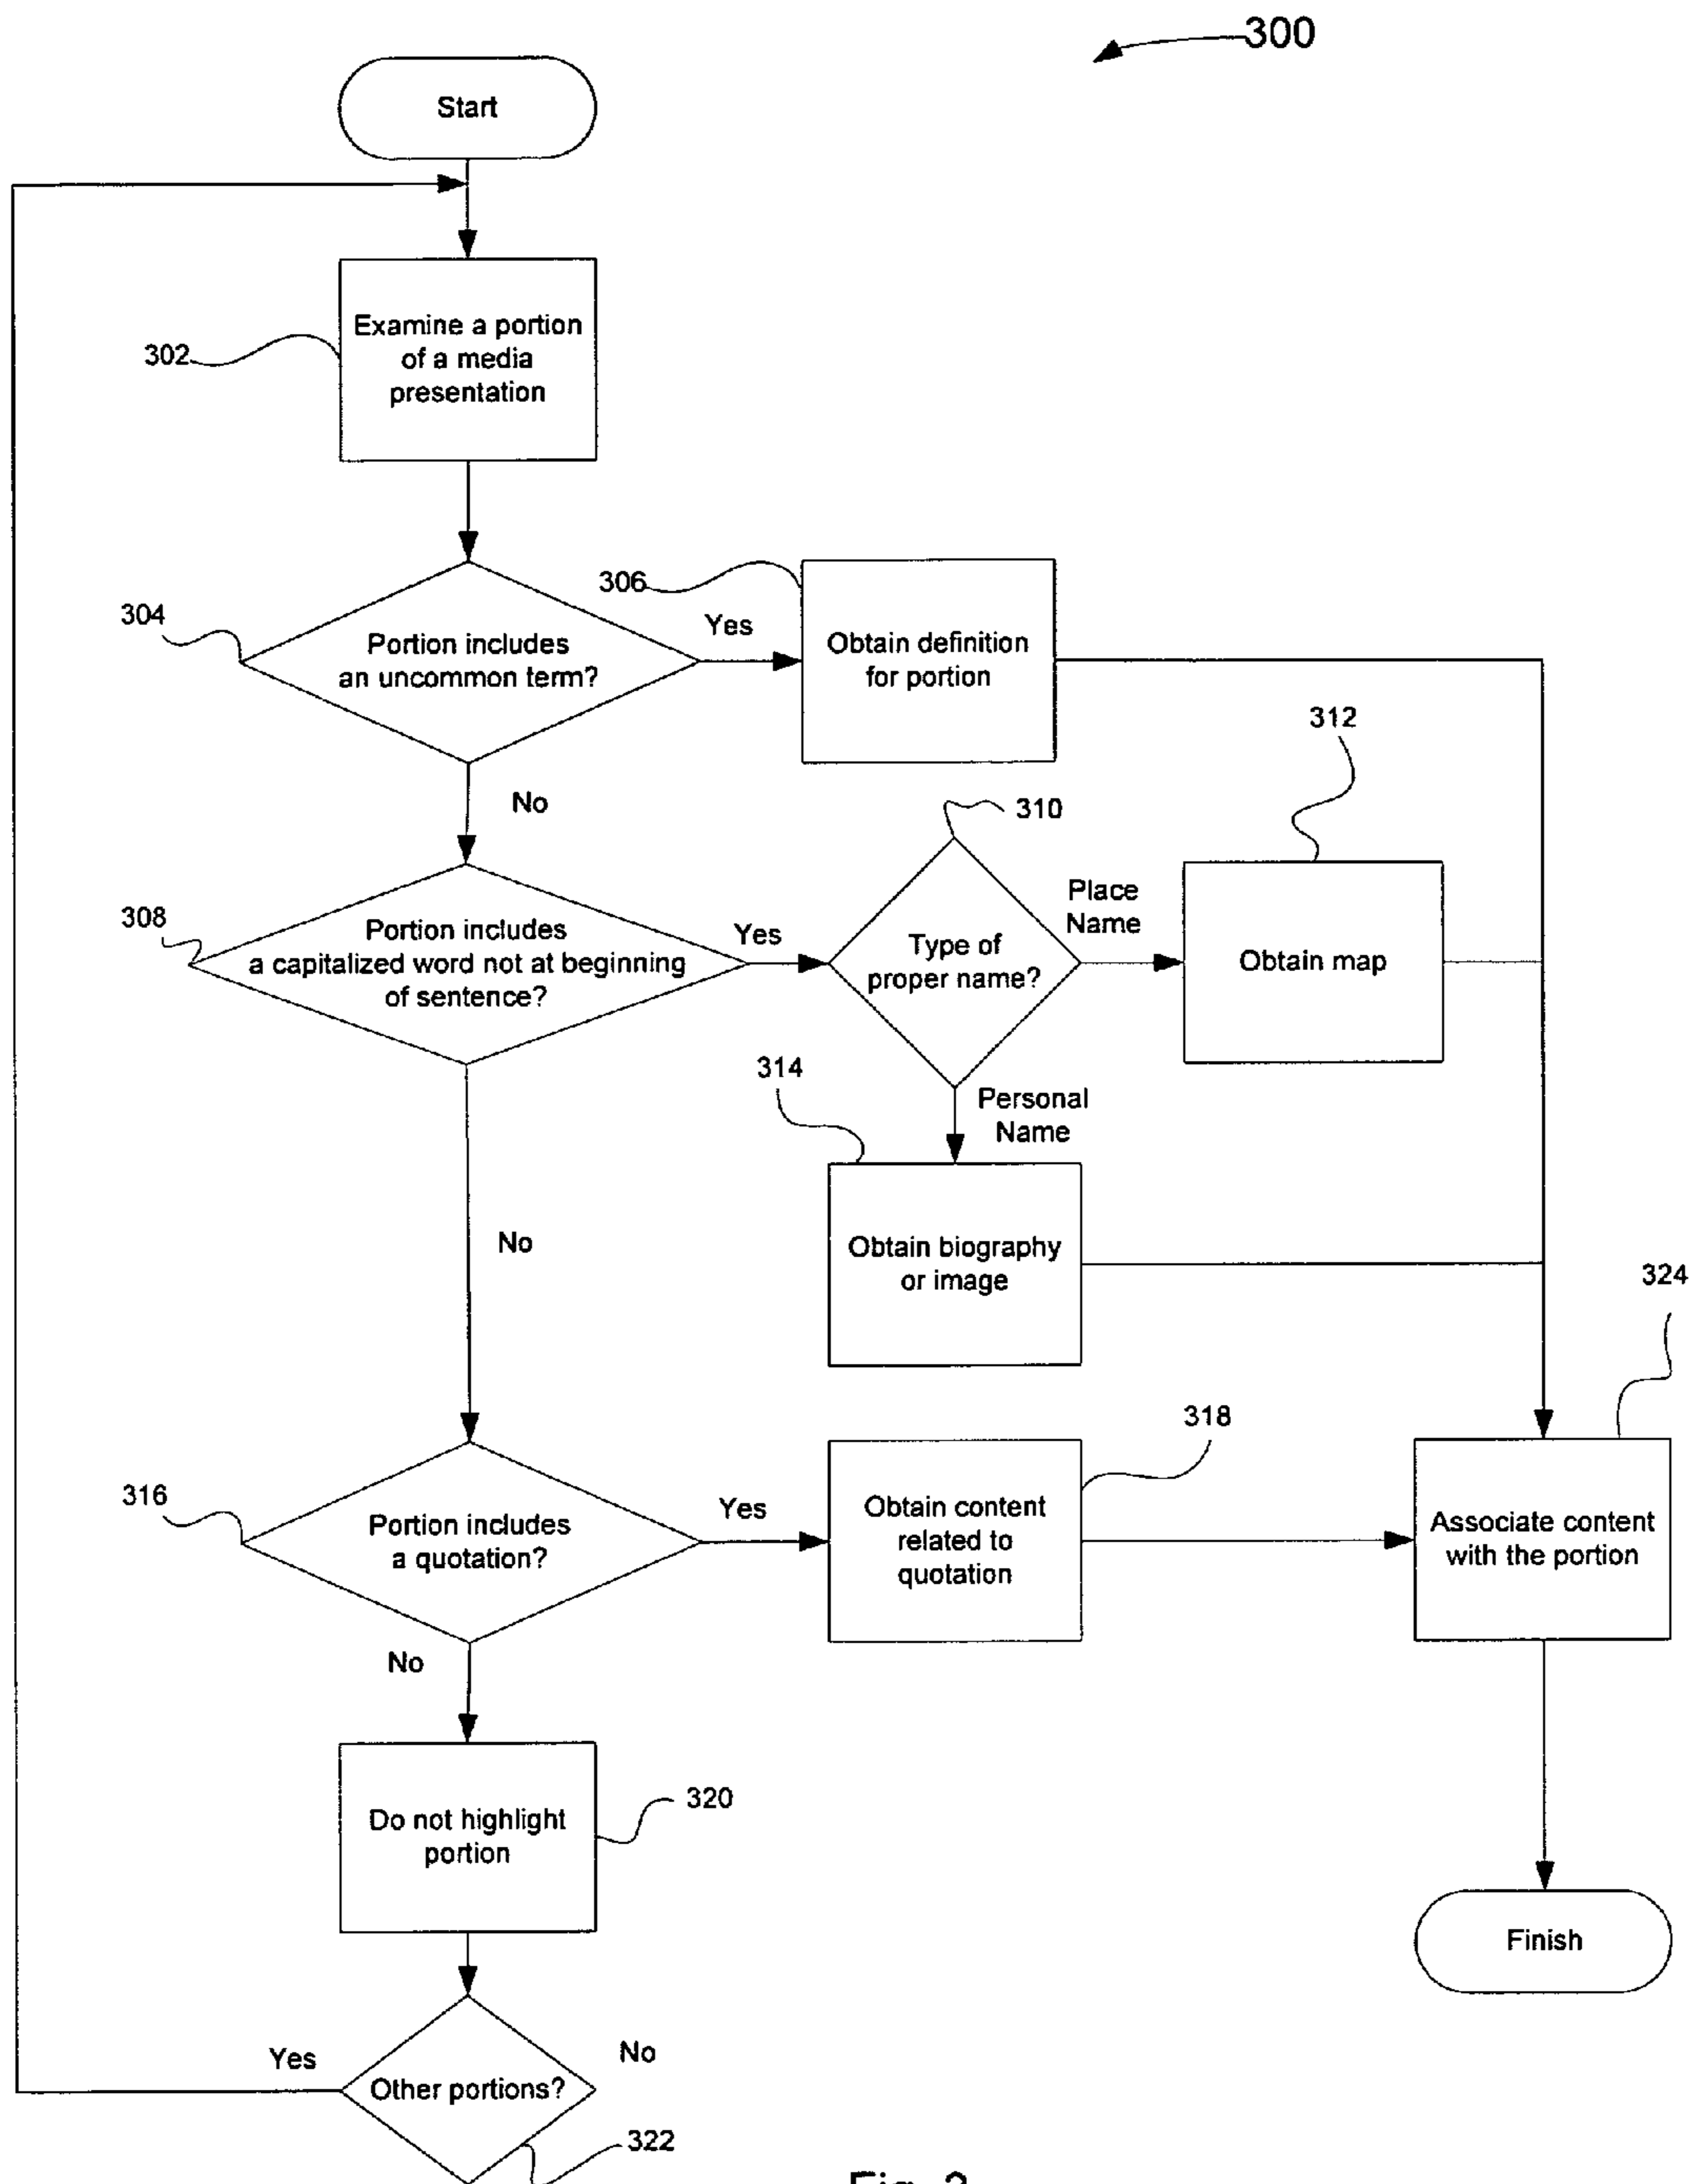 300
Start
302
Examine a portion
of a media
presentation
304
Portion includes
an uncommon term?
Yes
306
Obtain definition
for portion
No
308
Portion includes
a capitalized word not at beginning
of sentence?
Yes
310
Type of
proper name?
Place
Name
312
Obtain map
Personal
Name
314
Obtain biography
or image
No
316
Portion includes
a quotation?
Yes
318
Obtain content
related to
quotation
324
Associate content
with the portion
No
320
Do not highlight
portion
Finish
Yes
No
Other portions?
322